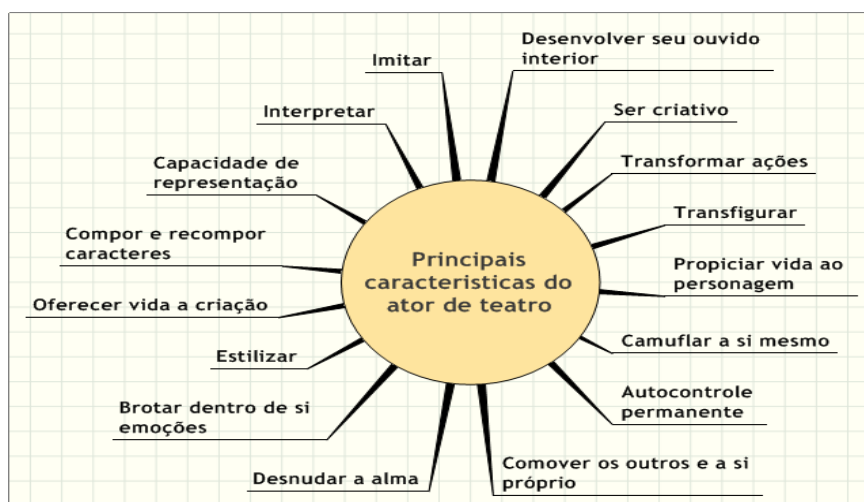 Principais
caracteristicas do
ator de teatro
Imitar
Desenvolver seu ouvido
interior
Interpretar
Ser criativo
Capacidade de
representação
Transformar ações
Transfigurar
Compor e recompor
caracteres
Propiciar vida ao
personagem
Oferecer vida a criação
Camuflar a si mesmo
Estilizar
Autocontrole
permanente
Brotar dentro de si
emoções
Desnudar a alma
Comover os outros e a si
próprio